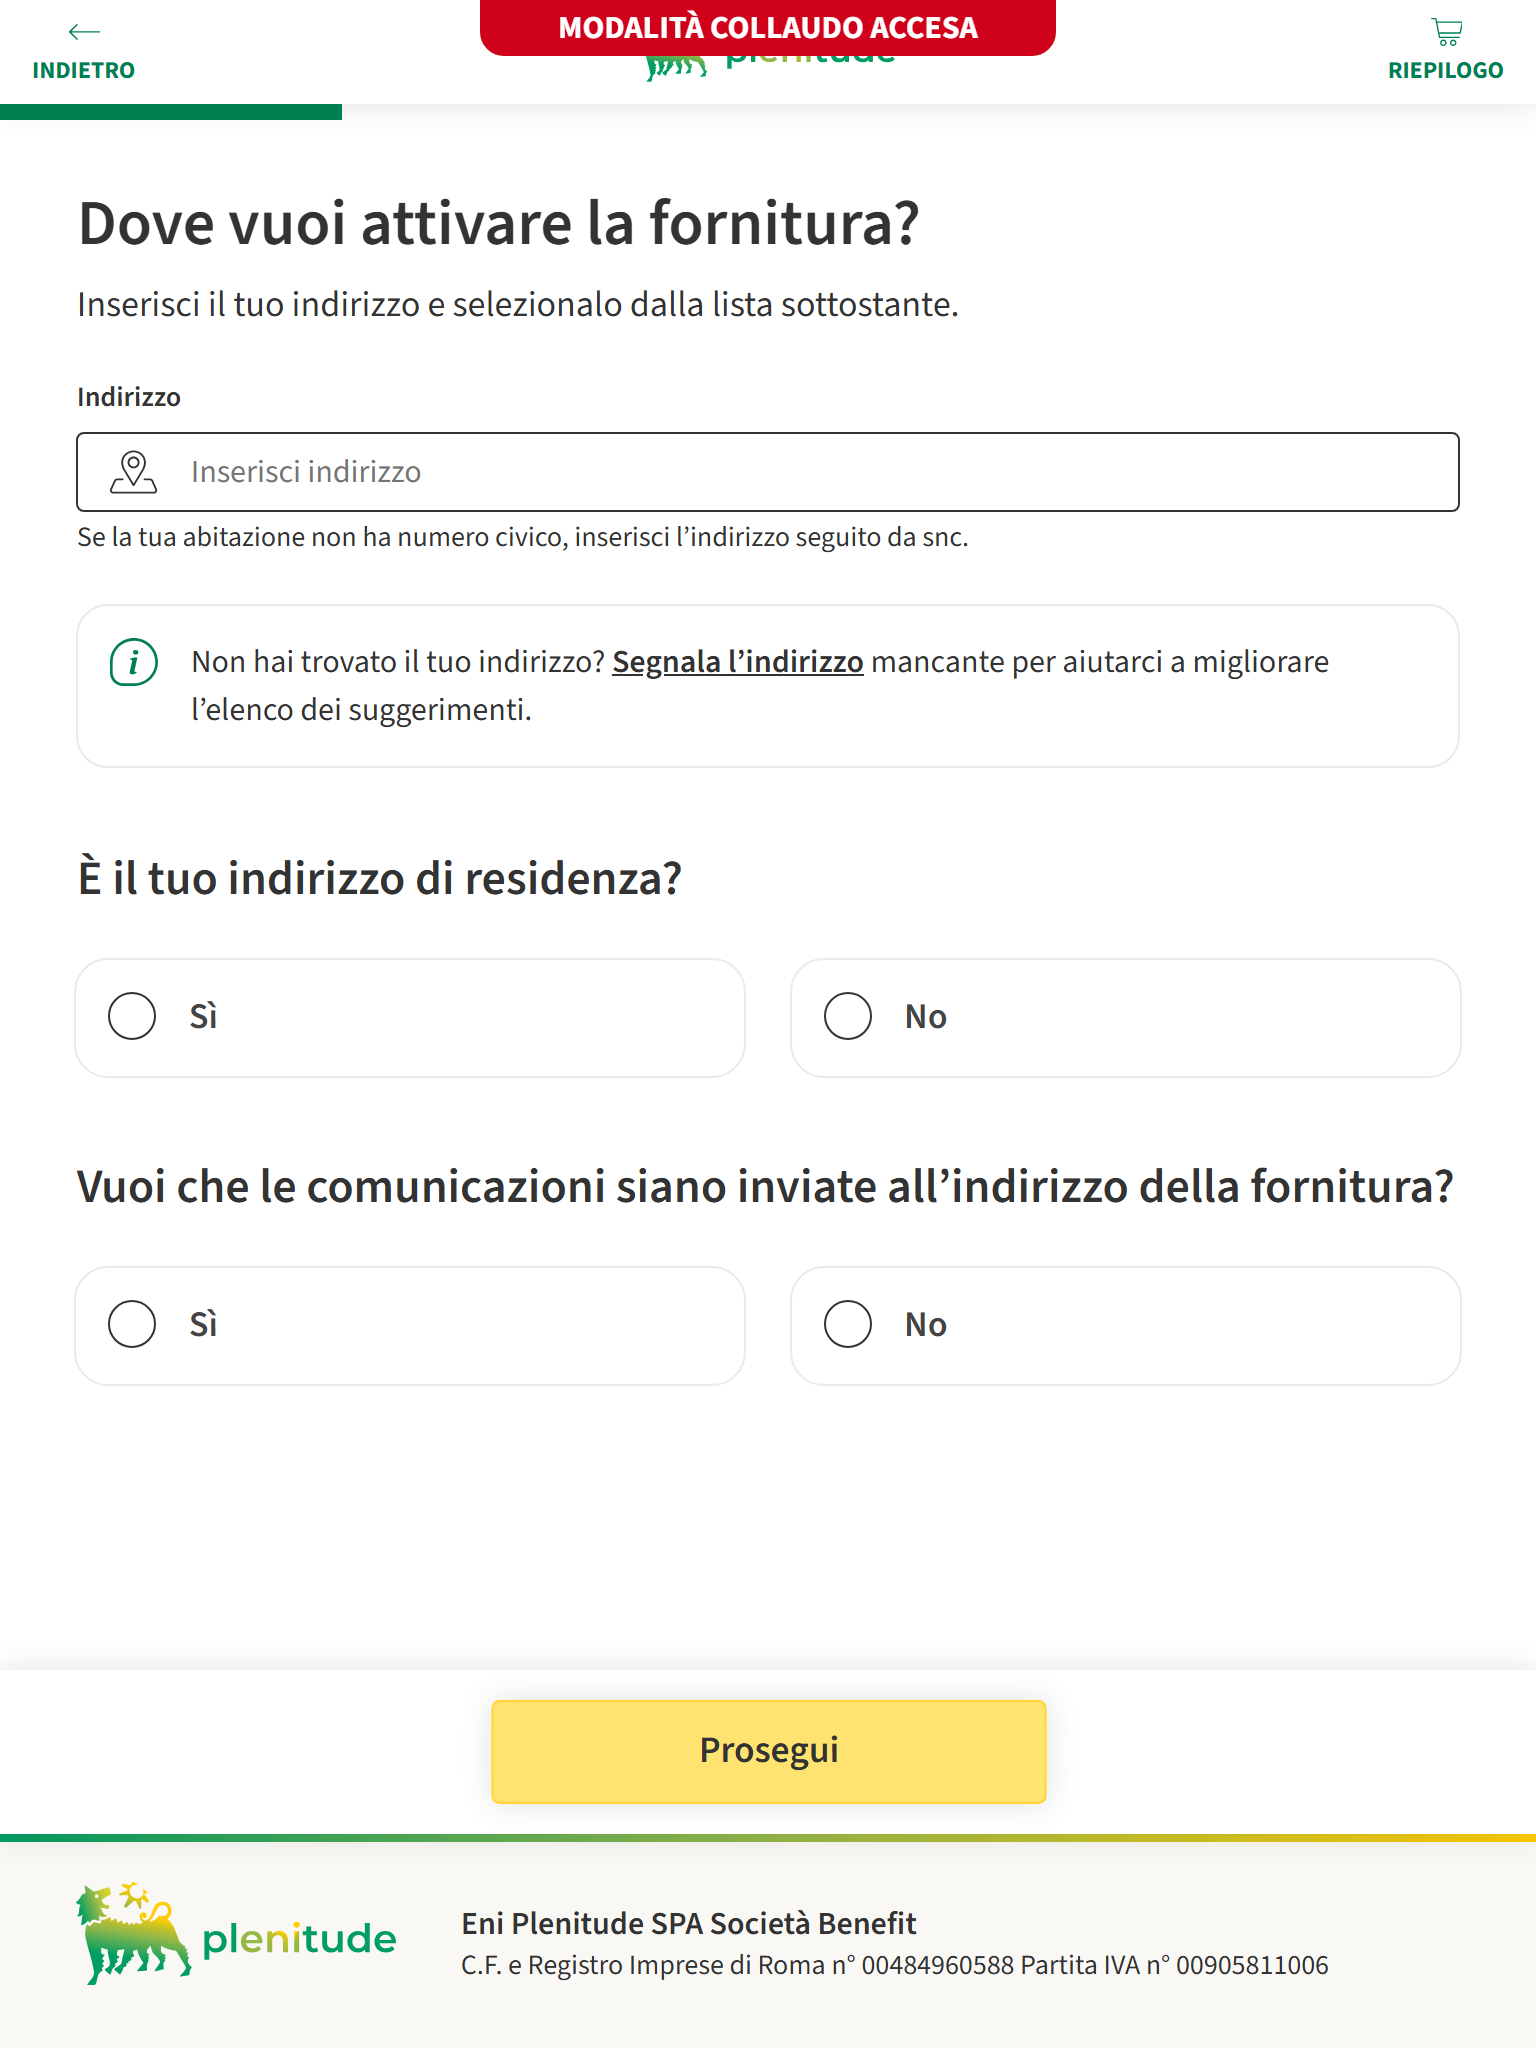 MODALITÀ COLLAUDO ACCESA
INDIETRO
plenitude
RIEPILOGO
Dove vuoi attivare la fornitura?
Inserisci il tuo indirizzo e selezionalo dalla lista sottostante.
Indirizzo
Inserisci indirizzo
Se la tua abitazione non ha numero civico, inserisci l’indirizzo seguito da snc.
i
Non hai trovato il tuo indirizzo? Segnala l’indirizzo mancante per aiutarci a migliorare
l’elenco dei suggerimenti.
È il tuo indirizzo di residenza?
Sì
No
Vuoi che le comunicazioni siano inviate all’indirizzo della fornitura?
Sì
No
Prosegui
plenitude
Eni Plenitude SPA Società Benefit
C.F. e Registro Imprese di Roma n° 00484960588 Partita IVA n° 00905811006